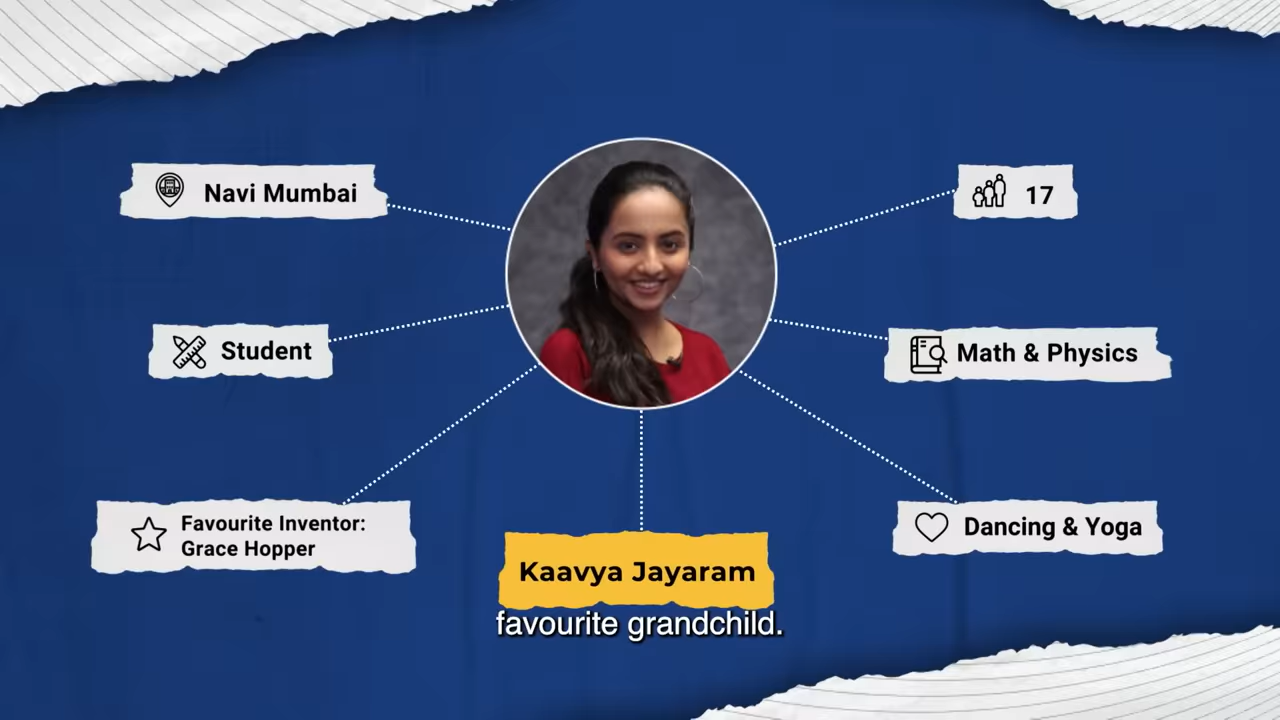 Navi Mumbai
17
Student
Math & Physics
Favourite Inventor:
Grace Hopper
Dancing & Yoga
Kaavya Jayaram
favourite grandchild.